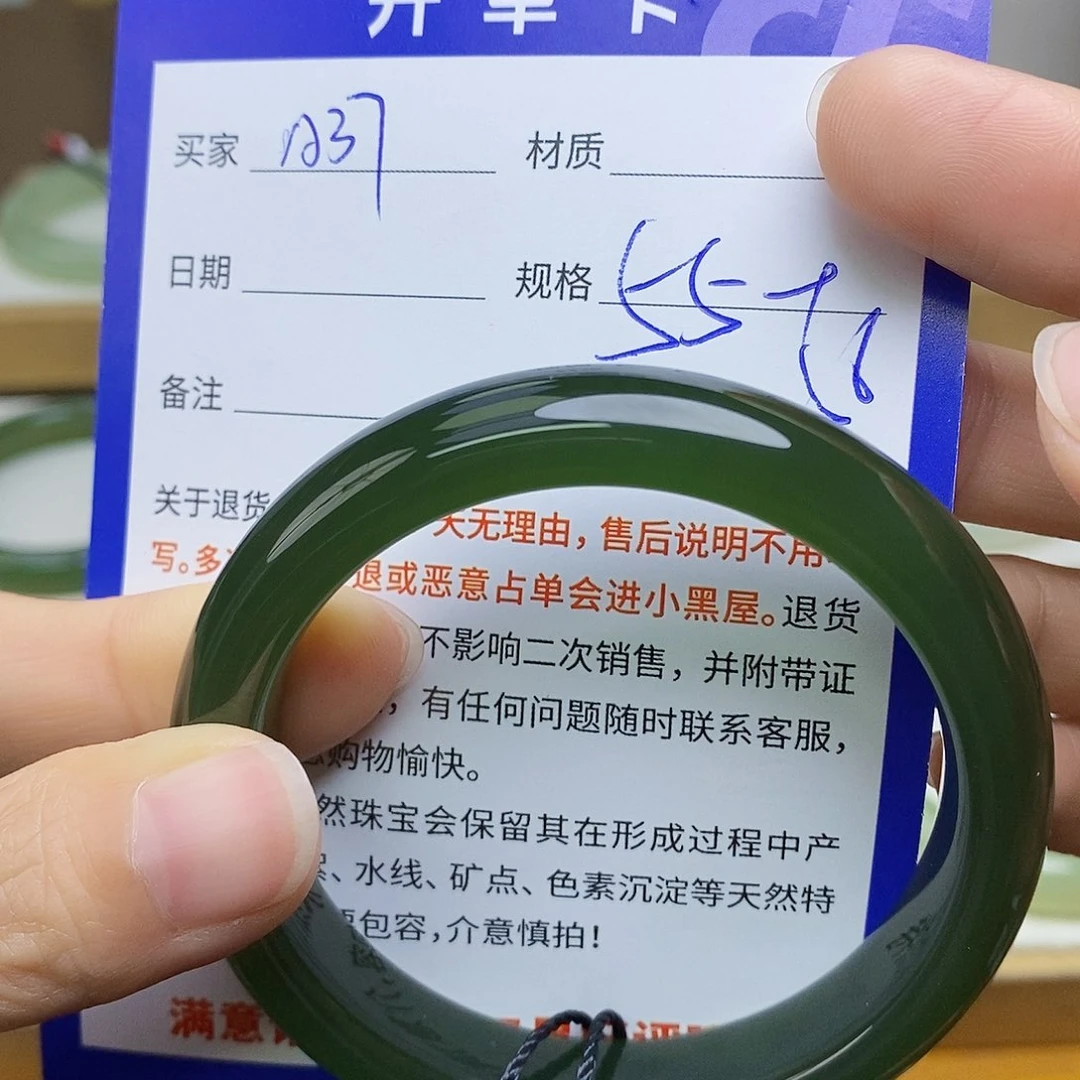 开单卡
买家 材质
日期 规格 55
备注
关于退货 天无理由，售后说明不用
写。多 退或恶意占单会进小黑屋。退货
不影响二次销售，并附带证
，有任何问题随时联系客服，
购物愉快。
然珠宝会保留其在形成过程中产
、水线、矿点、色素沉淀等天然特
包容，介意慎拍！
满意